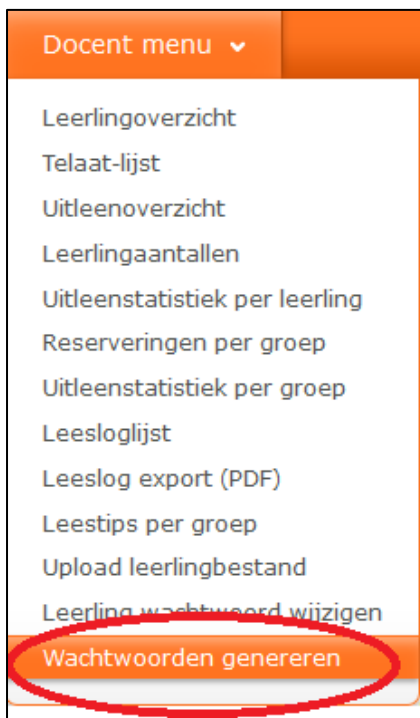 Docent menu
Leerlingoverzicht
Telaat-lijst
Uitleenoverzicht
Leerlingaantallen
Uitleenstatistiek per leerling
Reserveringen per groep
Uitleenstatistiek per groep
Leesloglijst
Leeslog export (PDF)
Leestips per groep
Upload leerlingbestand
Leerling wachtwoord wijzigen
Wachtwoorden genereren